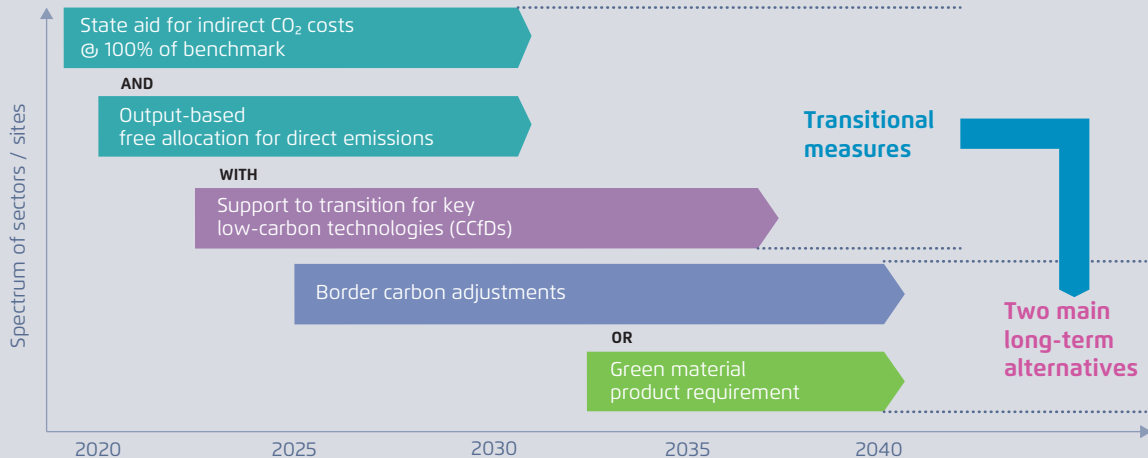 State aid for indirect CO₂ costs
@ 100% of benchmark
AND
Output-based
free allocation for direct emissions
WITH
Support to transition for key
low-carbon technologies (CCfDs)
Border carbon adjustments
OR
Green material
product requirement
Transitional
measures
Two main
long-term
alternatives
Spectrum of sectors / sites
2020
2025
2030
2035
2040